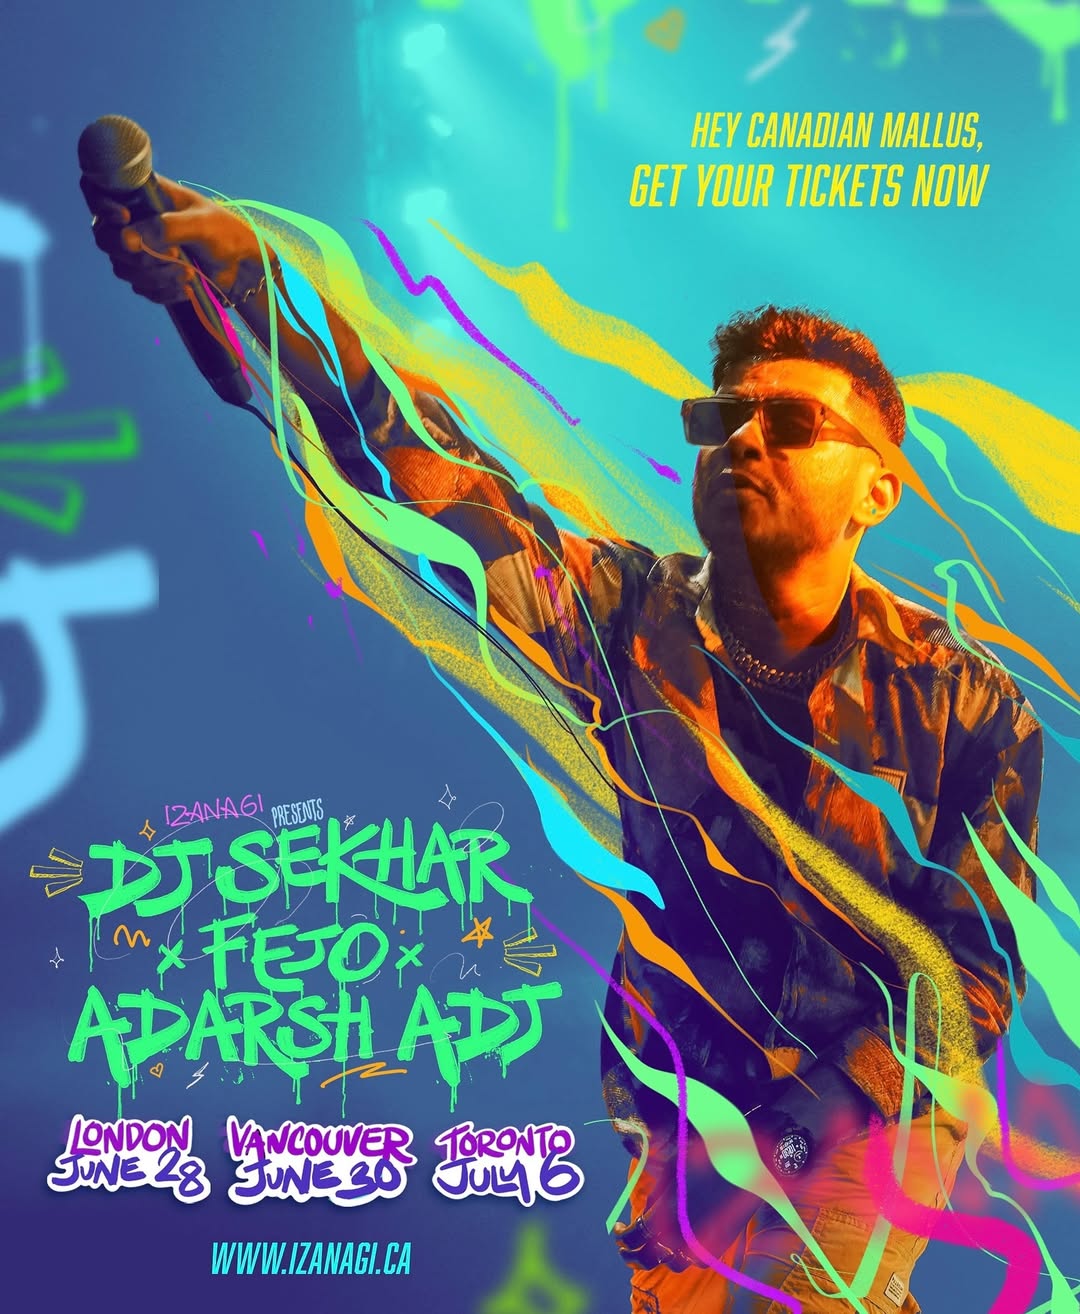 HEY CANADIAN MALLUS,
GET YOUR TICKETS NOW
IZANAGI PRESENTS
DJ SEKHAR
x FEJO x
ADARSH ADJ
LONDON
JUNE 28
VANCOUVER
JUNE 30
TORONTO
JULY 6
WWW.IZANAGI.CA